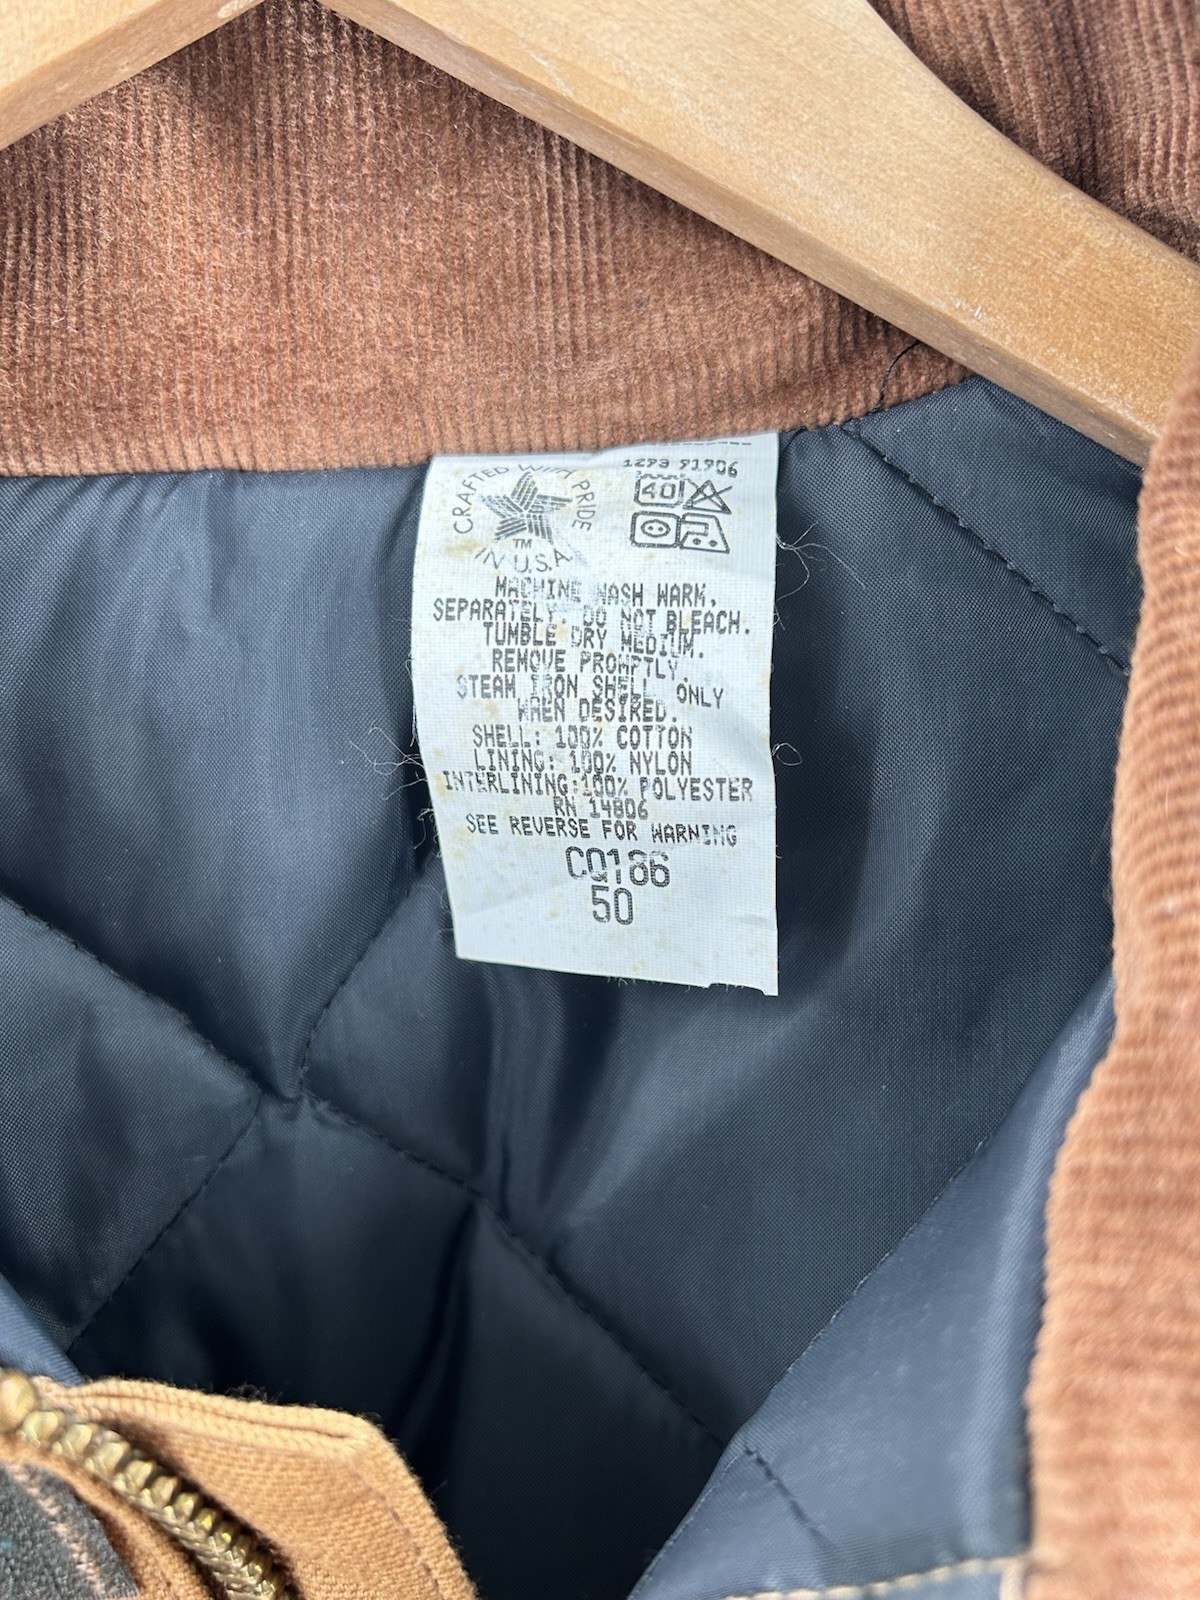 CRAFTED WITH PRIDE
TM
IN U.S.A.
1293 91906
40
MACHINE WASH WARM,
SEPARATELY. DO NOT BLEACH.
TUMBLE DRY MEDIUM.
REMOVE PROMPTLY.
STEAM IRON SHELL ONLY
WHEN DESIRED.
SHELL: 100% COTTON
LINING: 100% NYLON
INTERLINING:100% POLYESTER
RN 14806
SEE REVERSE FOR WARNING
CQ186
50